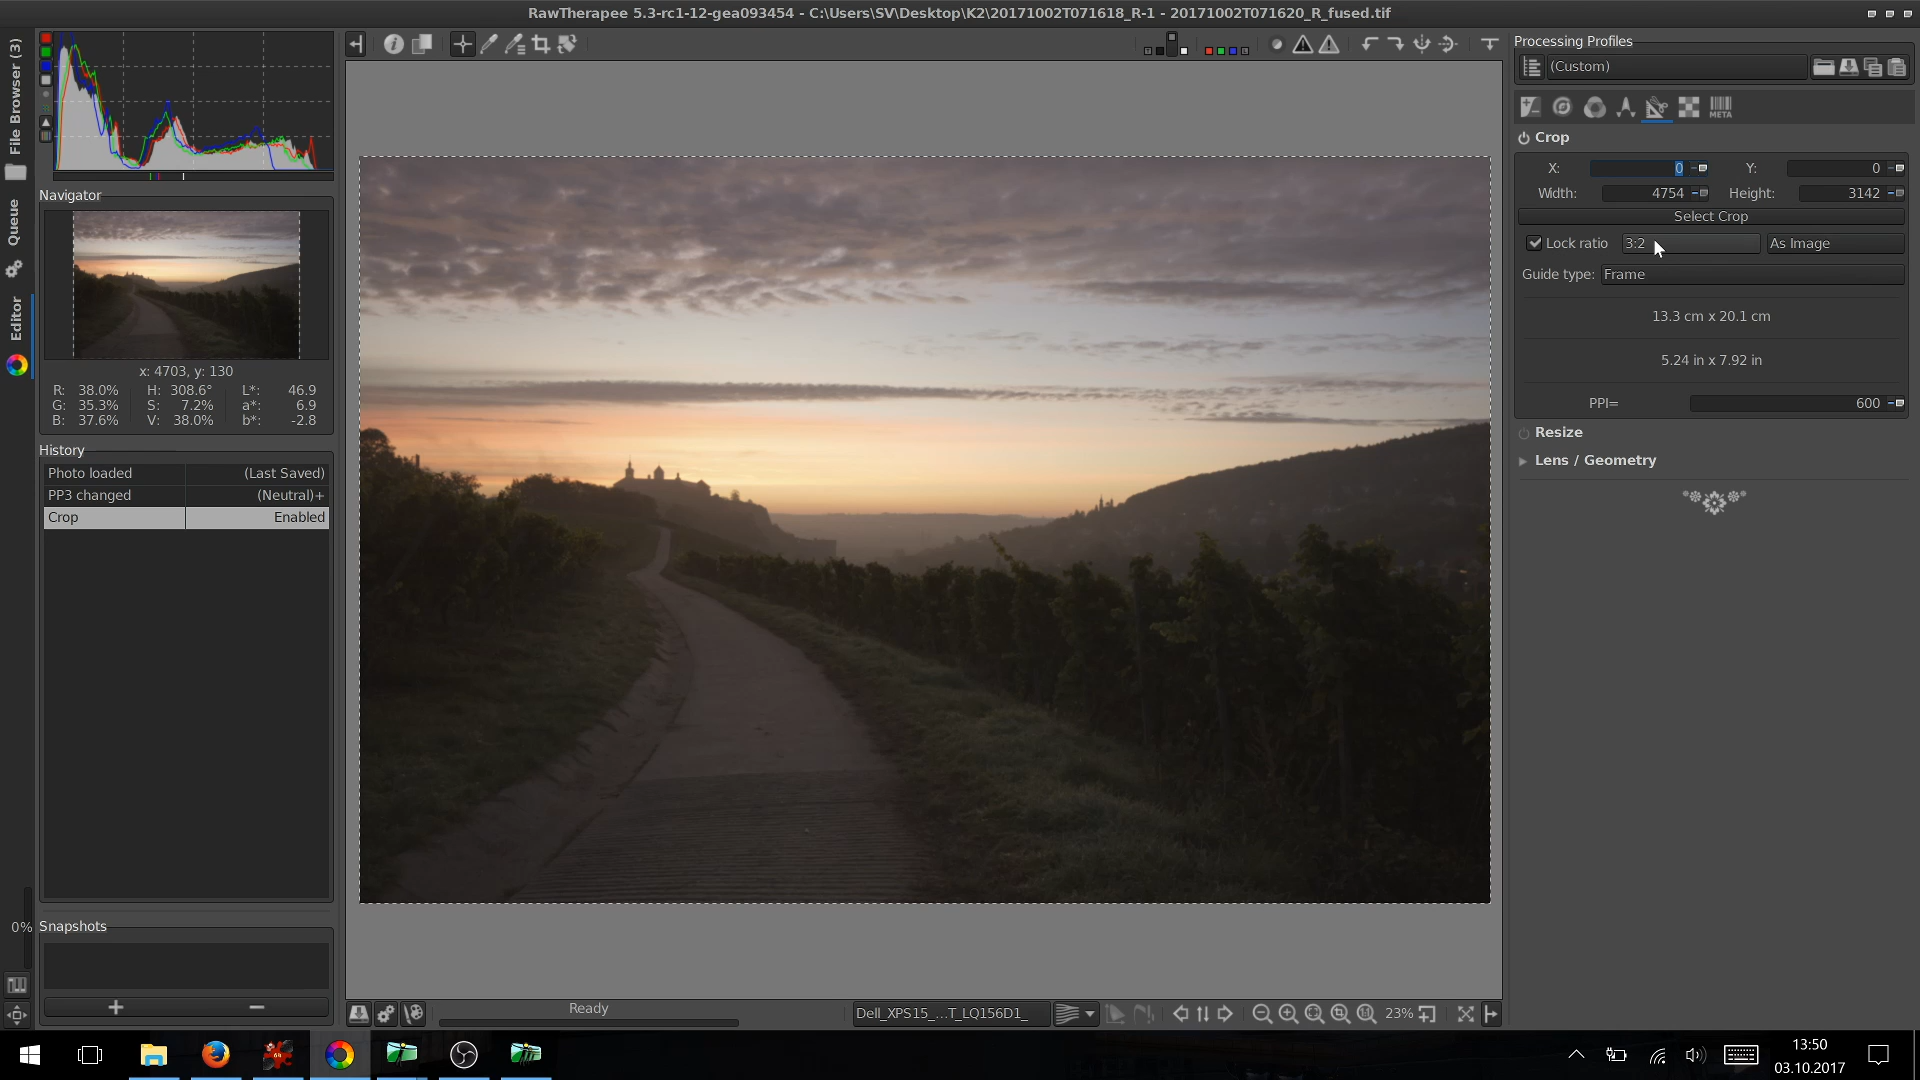 RawTherapee 5.3-rc1-12-gea093454 - C:\Users\SV\Desktop\K2\20171002T071618_R-1 - 20171002T071620_R_fused.tif
File Browser (3)
Queue
Editor
0%
Navigator
x: 4703, y: 130
R: 38.0% H: 308.6° L*: 46.9
G: 35.3% S: 7.2% a*: 6.9
B: 37.6% V: 38.0% b*: -2.8
History
Photo loaded (Last Saved)
PP3 changed (Neutral)+
Crop Enabled
Snapshots
Ready
Dell_XPS15_...T_LQ156D1_
23%
Processing Profiles
(Custom)
META
Crop
X: 0 Y: 0
Width: 4754 Height: 3142
Select Crop
Lock ratio 3:2 As Image
Guide type: Frame
13.3 cm x 20.1 cm
5.24 in x 7.92 in
PPI= 600
Resize
Lens / Geometry
64
13:50
03.10.2017